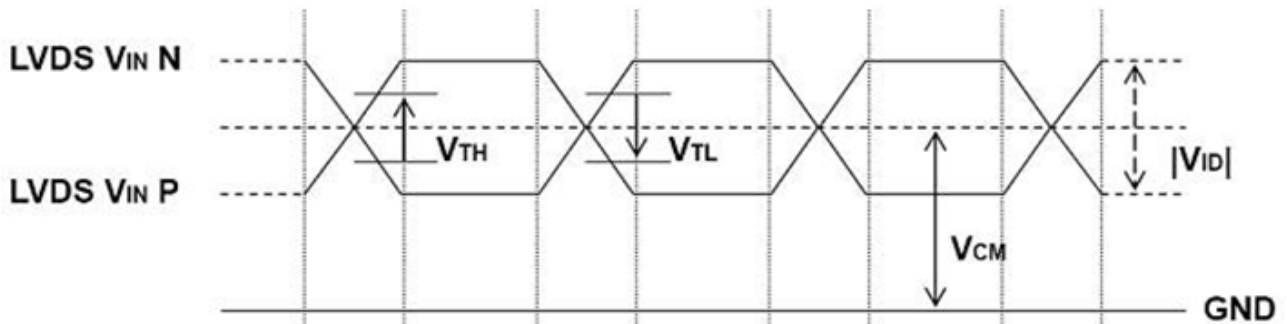 LVDS VIN N
VTH
VTL
|VID|
LVDS VIN P
VCM
GND